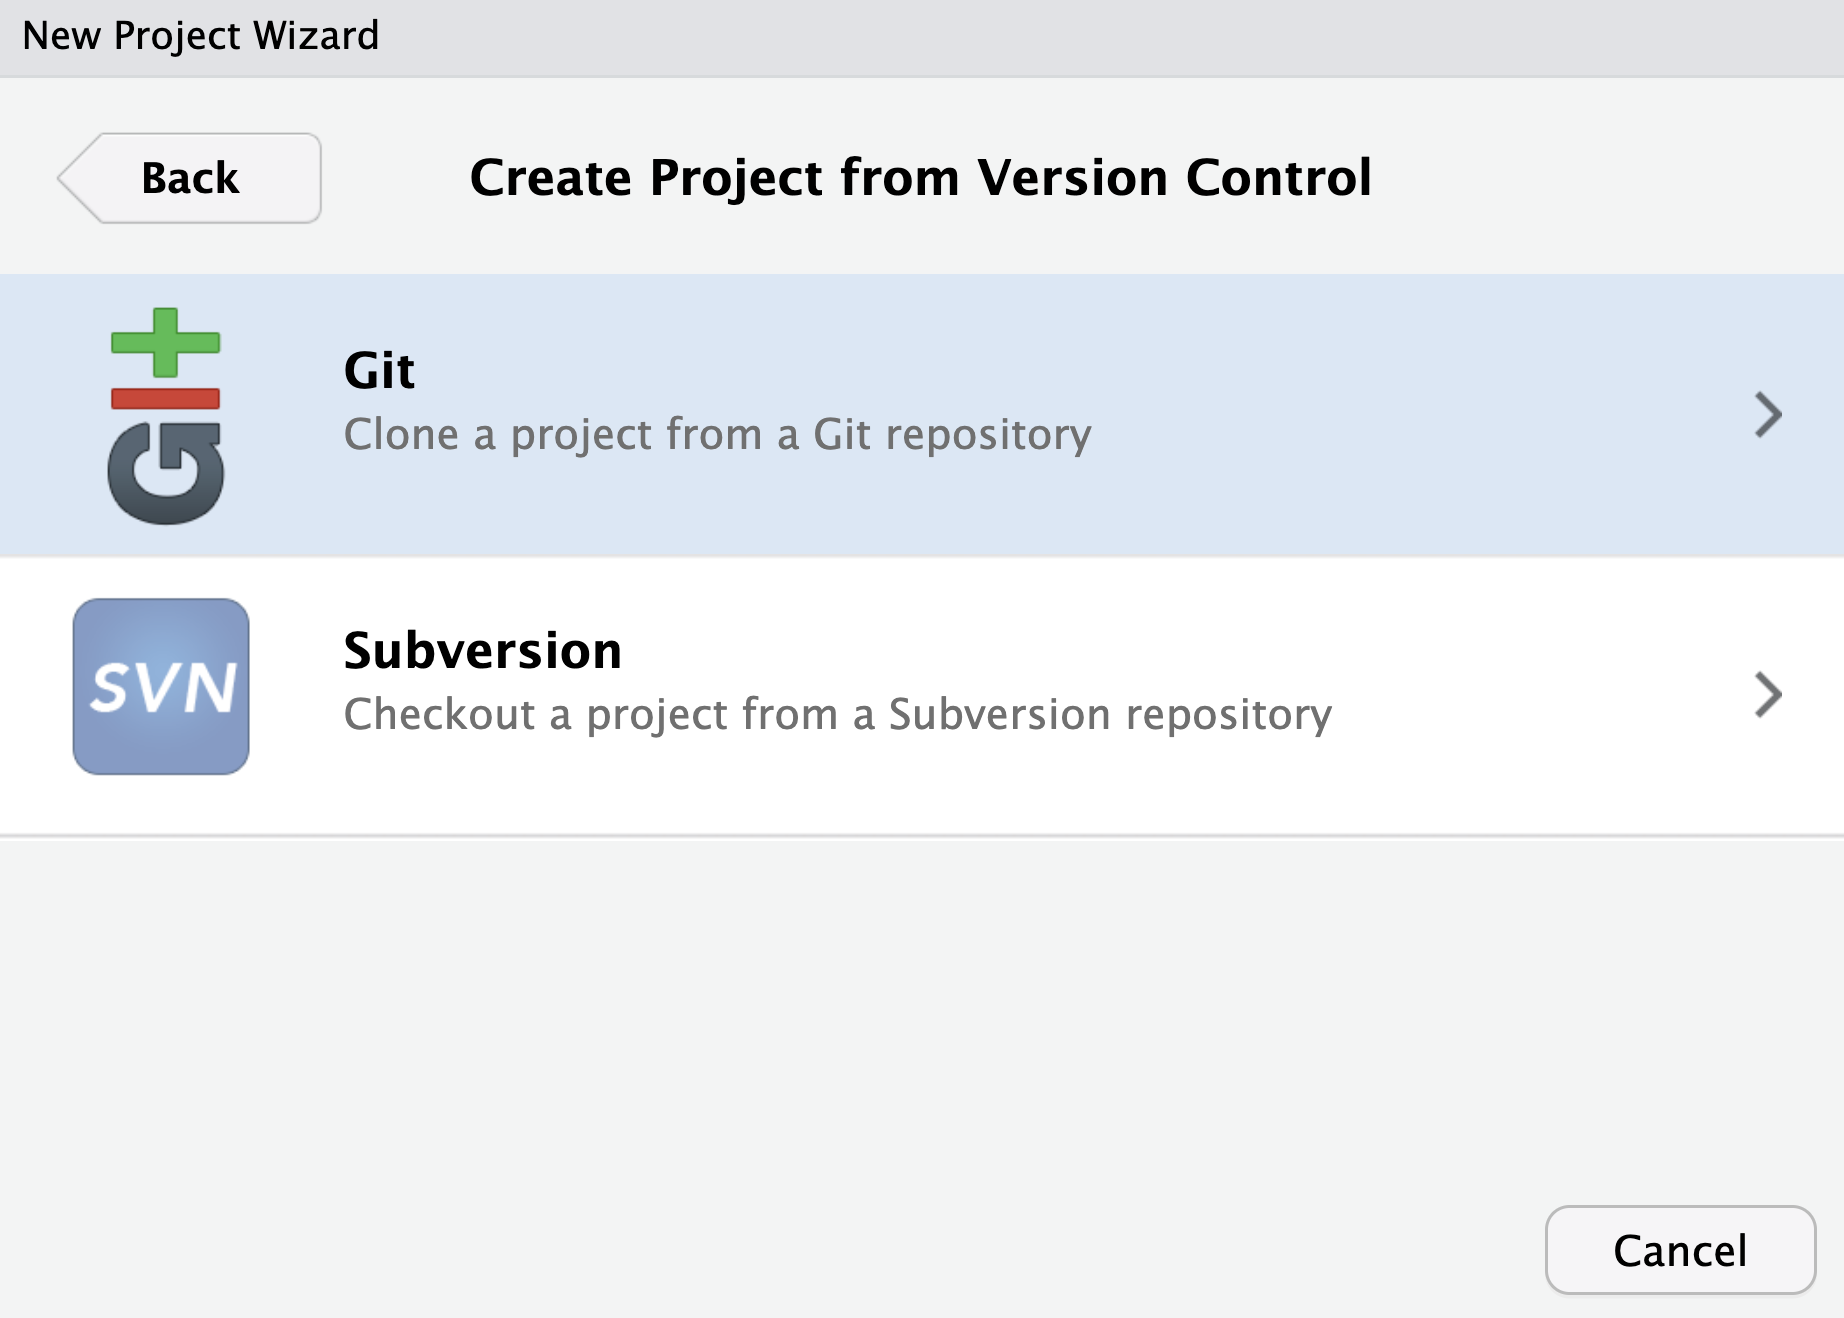 New Project Wizard
Back
Create Project from Version Control
Git
Git
Clone a project from a Git repository
SVN
Subversion
Checkout a project from a Subversion repository
Cancel